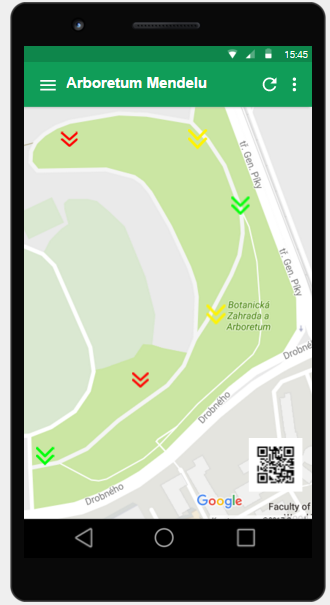 15:45
Arboretum Mendelu
tř. Gen. Píky
tř. Gen. Píky
Botanická
Zahrada a
Arboretum
Drobného
Drobného
Drobného
Google
Faculty of